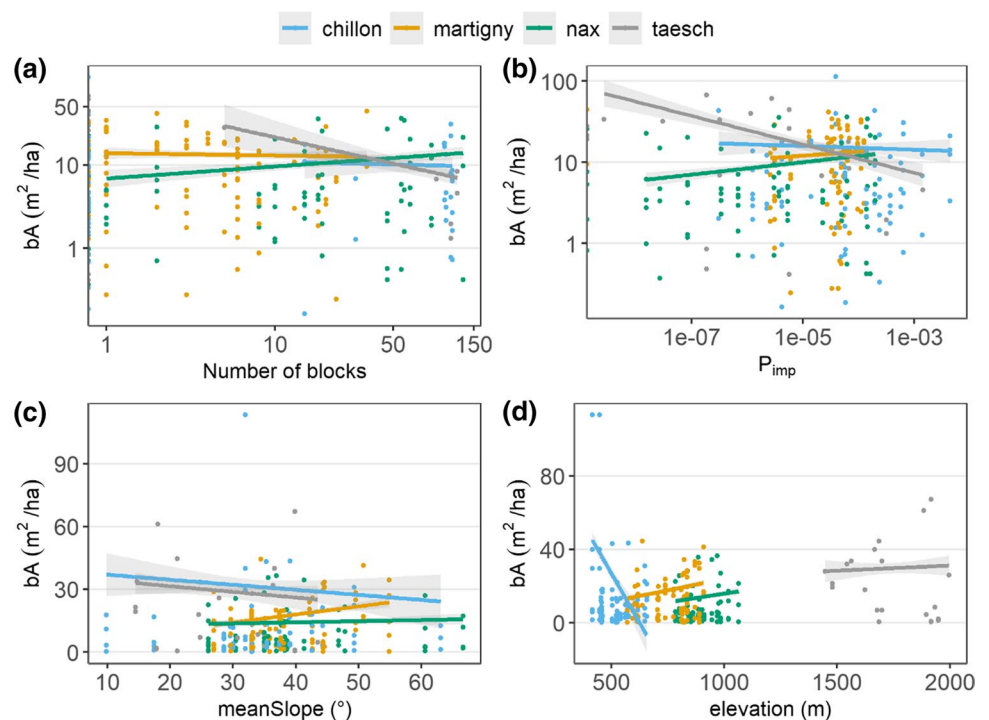 chillon martigny nax taesch
(a)
bA (m²/ha)
50
10
1
1 10 50 150
Number of blocks
(b)
bA (m²/ha)
100
10
1
1e-07 1e-05 1e-03
P_imp
(c)
bA (m²/ha)
90
60
30
0
10 20 30 40 50 60
meanSlope (°)
(d)
bA (m²/ha)
80
40
0
500 1000 1500 2000
elevation (m)